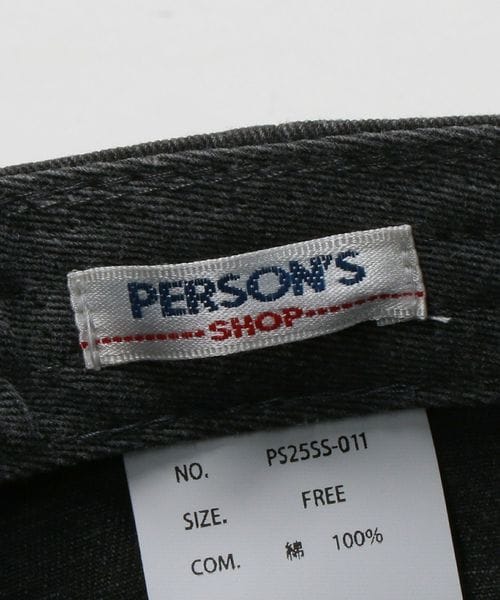 PERSON'S
SHOP
NO. PS25SS-011
SIZE. FREE
COM. 綿 100%